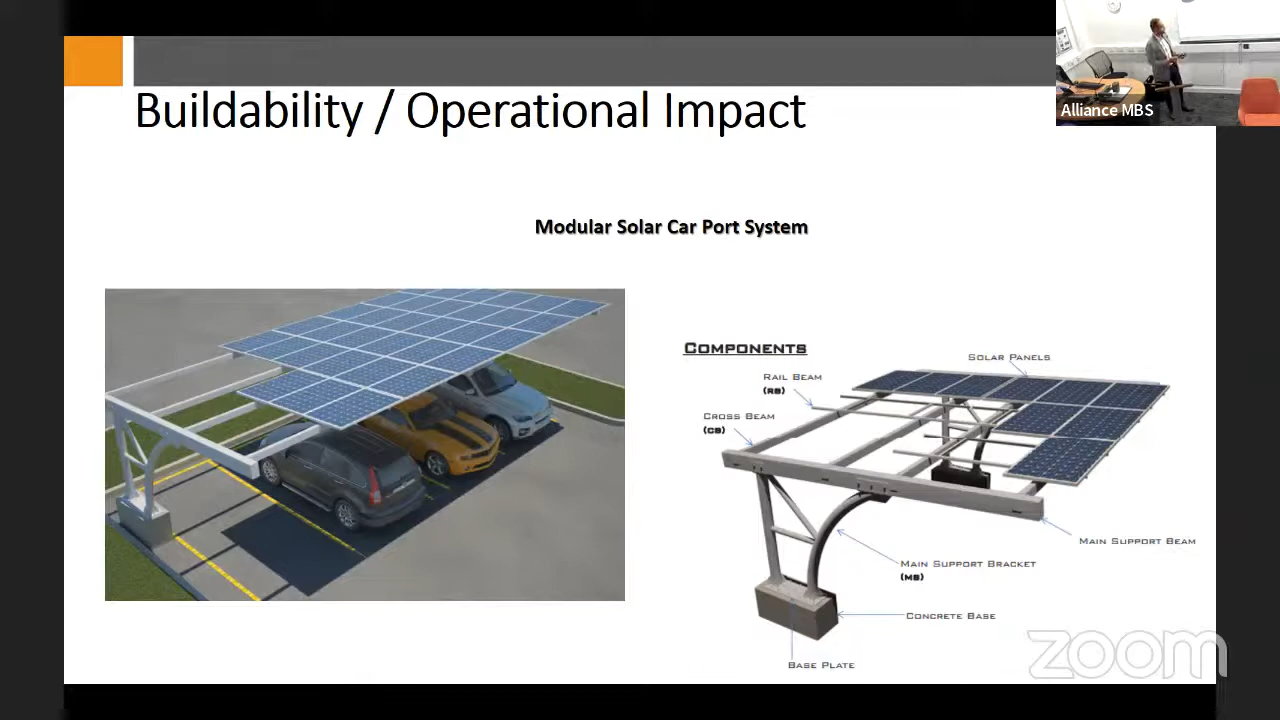 Buildability / Operational Impact
Alliance MBS
Modular Solar Car Port System
COMPONENTS
SOLAR PANELS
RAIL BEAM
(RB)
CROSS BEAM
(CB)
MAIN SUPPORT BEAM
MAIN SUPPORT BRACKET
(MB)
CONCRETE BASE
BASE PLATE
zoom